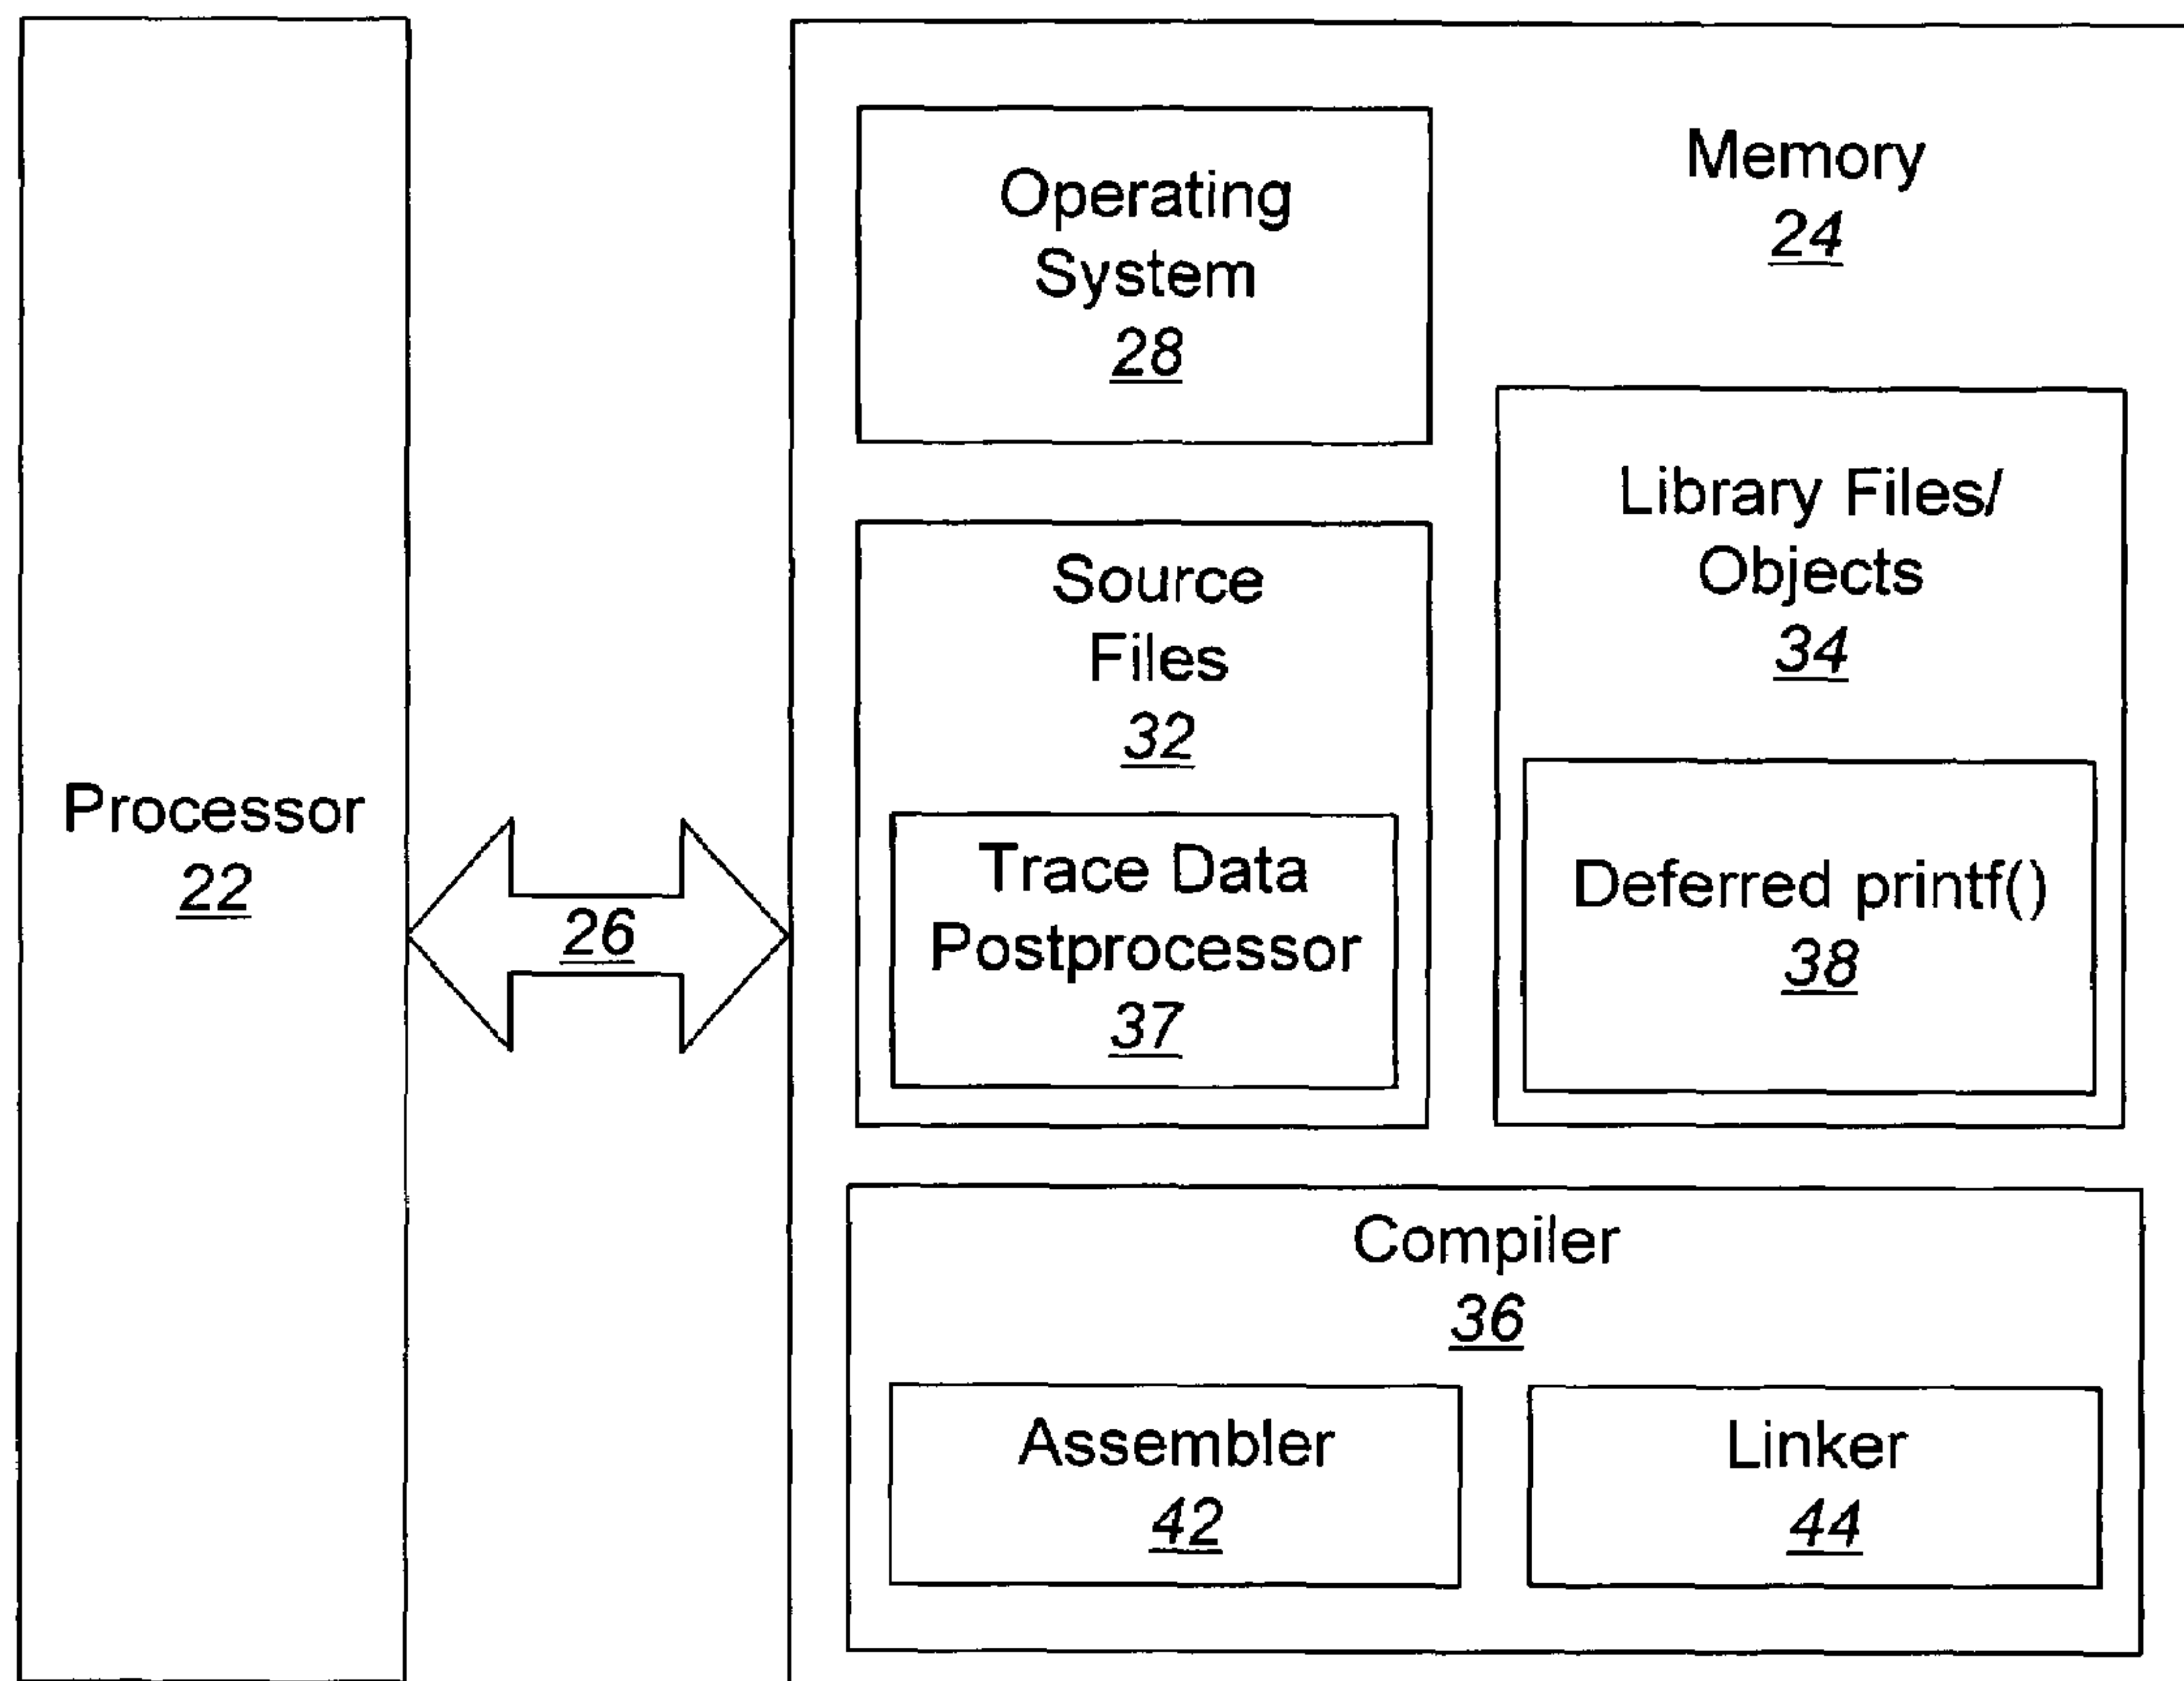 Processor
22
26
Memory
24
Operating
System
28
Source
Files
32
Trace Data
Postprocessor
37
Library Files/
Objects
34
Deferred printf()
38
Compiler
36
Assembler
42
Linker
44